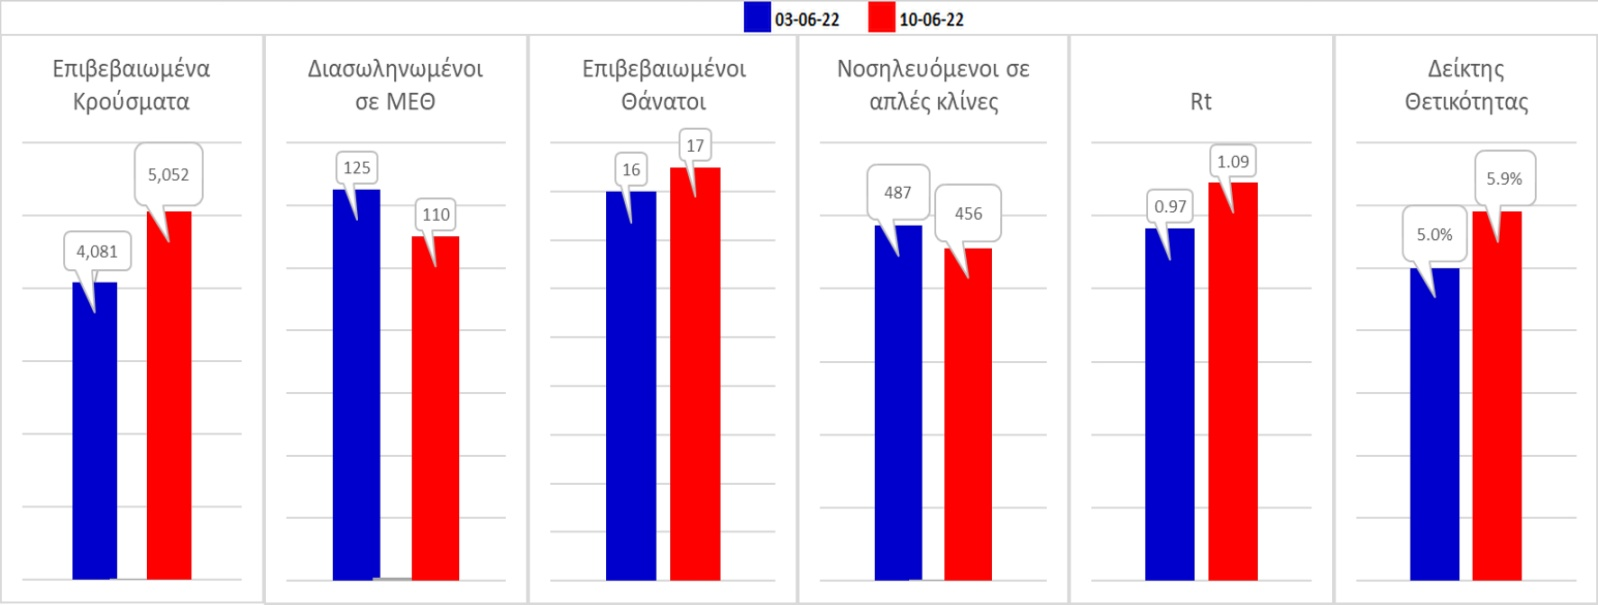 03-06-22 10-06-22
Επιβεβαιωμένα
Κρούσματα
4,081
5,052
Διασωληνωμένοι
σε ΜΕΘ
125
110
Επιβεβαιωμένοι
Θάνατοι
16
17
Νοσηλευόμενοι σε
απλές κλίνες
487
456
Rt
0.97
1.09
Δείκτης
Θετικότητας
5.0%
5.9%